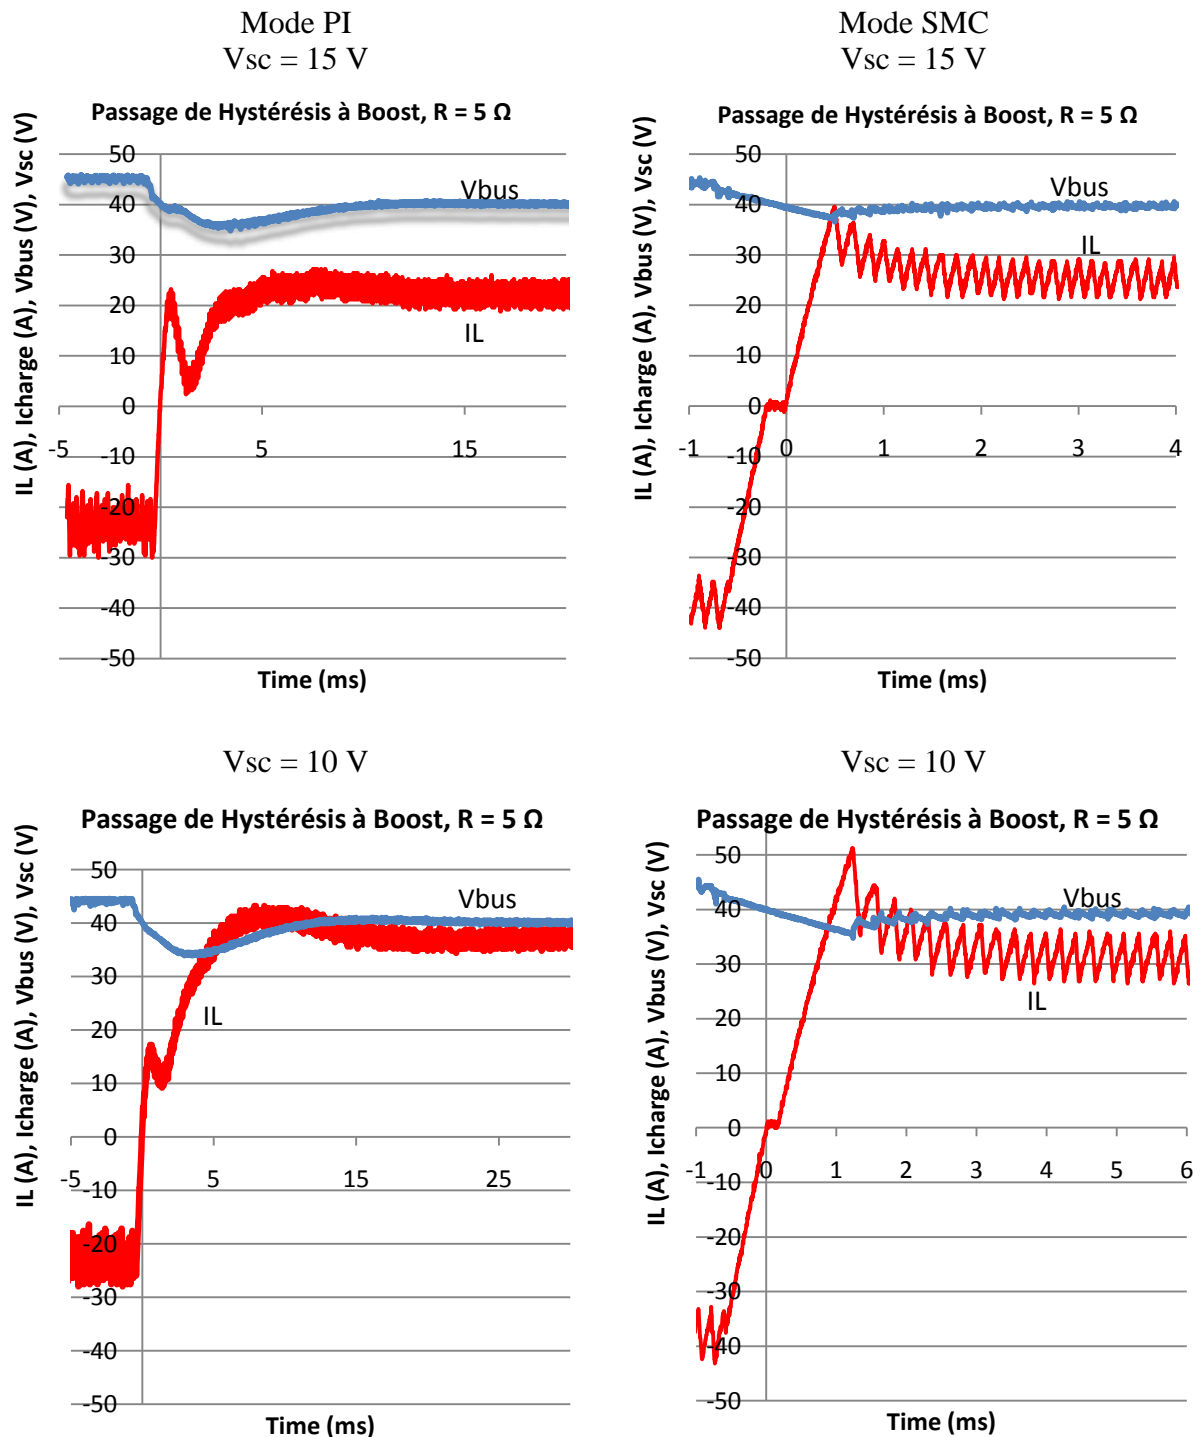 Mode PI
Vsc = 15 V
Passage de Hystérésis à Boost, R = 5 Ω
IL (A), Icharge (A), Vbus (V), Vsc (V)
50
40
30
20
10
0
-10
-20
-30
-40
-50
-5
5
15
Vbus
IL
Time (ms)
Mode SMC
Vsc = 15 V
Passage de Hystérésis à Boost, R = 5 Ω
IL (A), Icharge (A), Vbus (V), Vsc (V)
50
40
30
20
10
0
-10
-20
-30
-40
-50
-1
0
1
2
3
4
Vbus
IL
Time (ms)
Vsc = 10 V
Passage de Hystérésis à Boost, R = 5 Ω
IL (A), Icharge (A), Vbus (V), Vsc (V)
50
40
30
20
10
0
-10
-20
-30
-40
-50
-5
5
15
25
Vbus
IL
Time (ms)
Vsc = 10 V
Passage de Hystérésis à Boost, R = 5 Ω
IL (A), Icharge (A), Vbus (V), Vsc (V)
50
40
30
20
10
0
-10
-20
-30
-40
-50
-1
0
1
2
3
4
5
6
Vbus
IL
Time (ms)